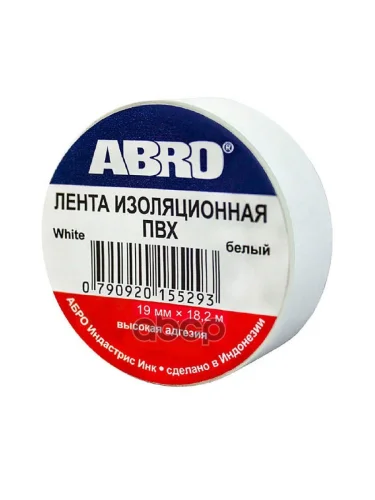 ABRO®
ЛЕНТА ИЗОЛЯЦИОННАЯ
ПВХ
White
белый
0 790920 155293
19 мм × 18,2 м
высокая адгезия
АБРО Индастрис Инк • сделано в Индонезии
abcp